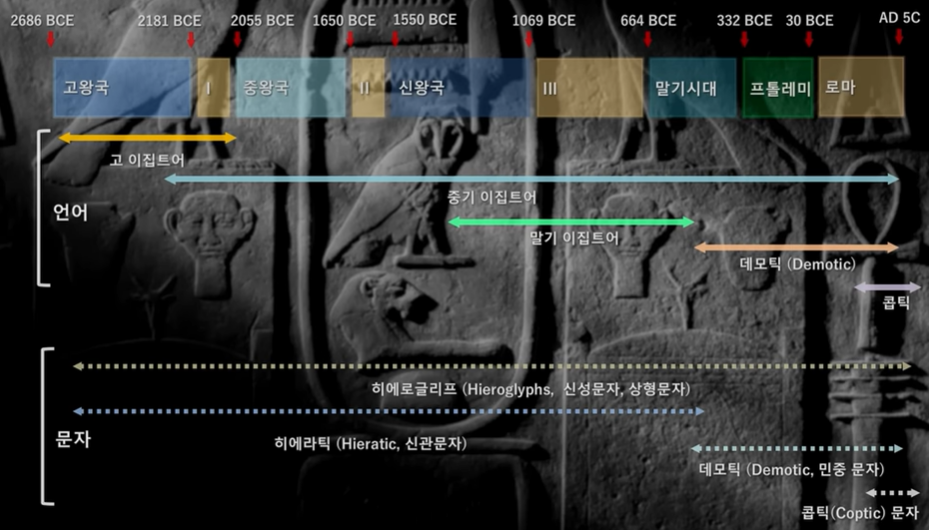 2686 BCE 2181 BCE 2055 BCE 1650 BCE 1550 BCE 1069 BCE 664 BCE 332 BCE 30 BCE AD 5C
고왕국 I 중왕국 II 신왕국 III 말기시대 프톨레미 로마
고 이집트어
중기 이집트어
언어
말기 이집트어
데모틱 (Demotic)
콥틱
히에로글리프 (Hieroglyphs, 신성문자, 상형문자)
문자
히에라틱 (Hieratic, 신관문자)
데모틱 (Demotic, 민중 문자)
콥틱(Coptic) 문자